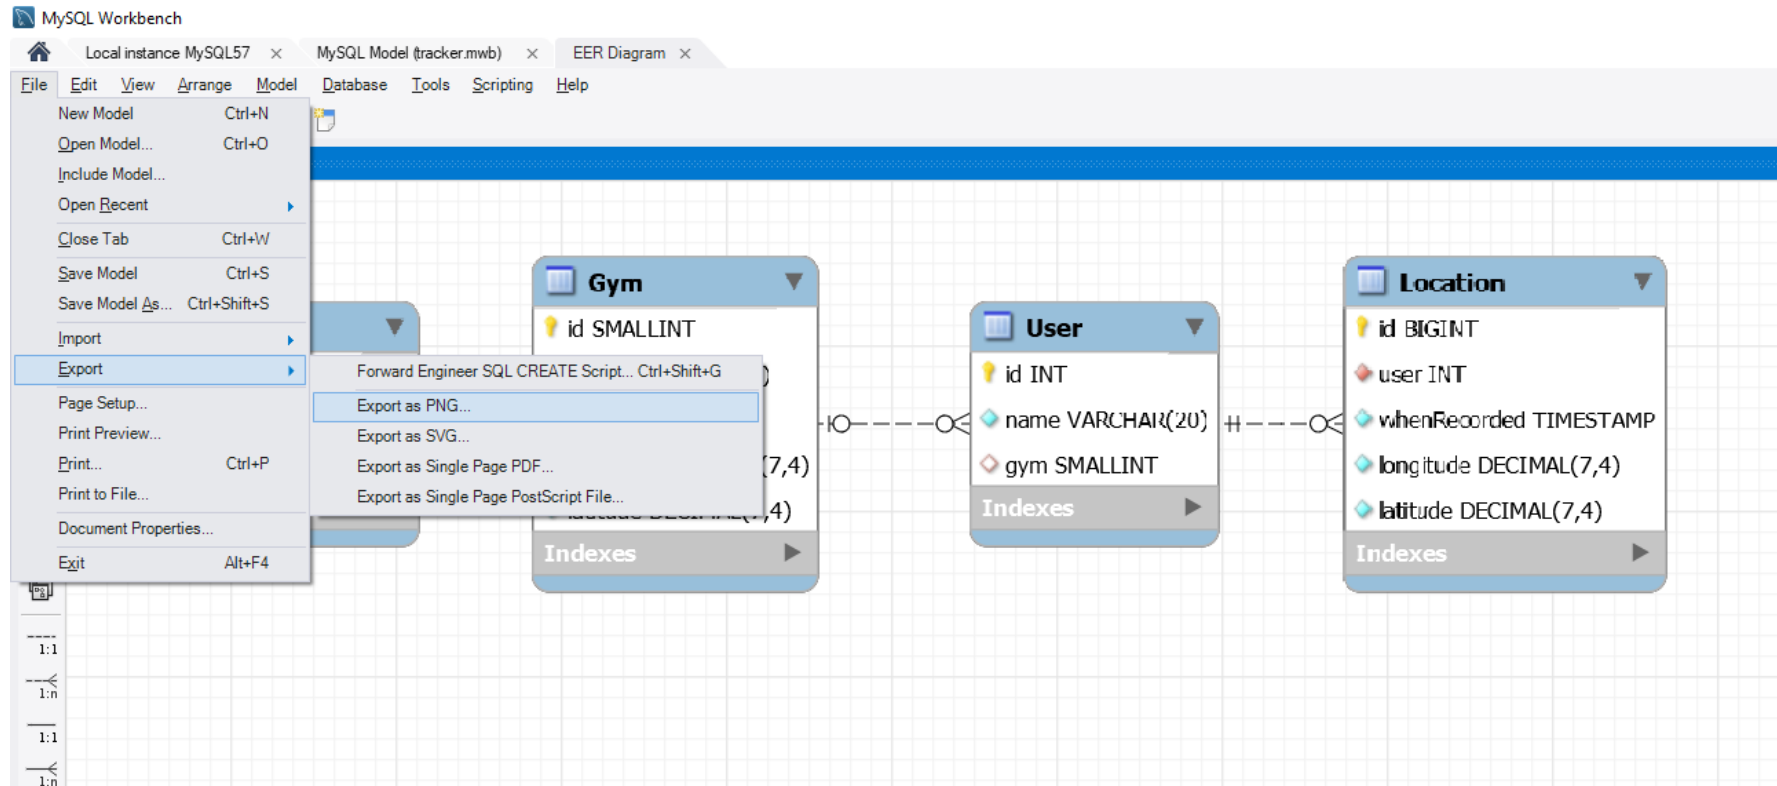 MySQL Workbench
Local instance MySQL57 × MySQL Model (tracker.mwb) × EER Diagram ×
File Edit View Arrange Model Database Tools Scripting Help
New Model Ctrl+N
Open Model... Ctrl+O
Include Model...
Open Recent
Close Tab Ctrl+W
Save Model Ctrl+S
Save Model As... Ctrl+Shift+S
Import
Export
Page Setup...
Print Preview...
Print... Ctrl+P
Print to File...
Document Properties...
Exit Alt+F4
Forward Engineer SQL CREATE Script... Ctrl+Shift+G
Export as PNG...
Export as SVG...
Export as Single Page PDF...
Export as Single Page PostScript File...
Gym
id SMALLINT
)
(7,4)
latitude DECIMAL(7,4)
Indexes
User
id INT
name VARCHAR(20)
gym SMALLINT
Indexes
Location
id BIGINT
user INT
whenRecorded TIMESTAMP
longitude DECIMAL(7,4)
latitude DECIMAL(7,4)
Indexes
1:1
1:n
1:1
1:n